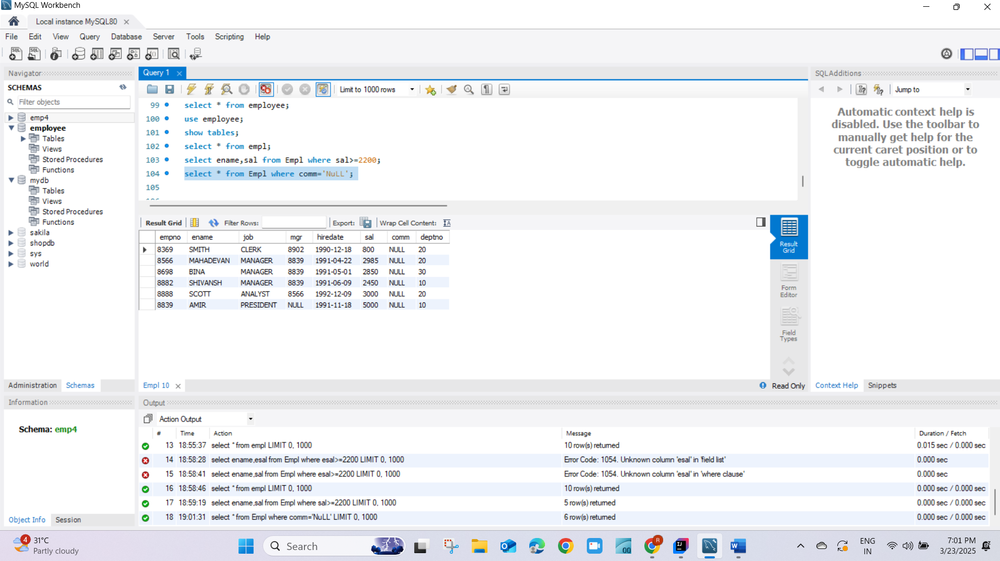 MySQL Workbench
Local instance MySQL80
File Edit View Query Database Server Tools Scripting Help
Navigator
SCHEMAS
Filter objects
emp4
employee
Tables
Views
Stored Procedures
Functions
mydb
Tables
Views
Stored Procedures
Functions
sakila
shopdb
sys
world
Administration Schemas
Information
Schema: emp4
Object Info Session
Query 1
Limit to 1000 rows
99 select * from employee;
100 use employee;
101 show tables;
102 select * from empl;
103 select ename,sal from Empl where sal>=2200;
104 select * from Empl where comm='NuLL';
105
Result Grid Filter Rows: Export: Wrap Cell Content:
empno ename job mgr hiredate sal comm deptno
8369 SMITH CLERK 8902 1990-12-18 800 NULL 20
8566 MAHADEVAN MANAGER 8839 1991-04-22 2985 NULL 20
8698 BINA MANAGER 8839 1991-05-01 2850 NULL 30
8882 SHIVANSH MANAGER 8839 1991-06-09 2450 NULL 10
8888 SCOTT ANALYST 8566 1992-12-09 3000 NULL 20
8839 AMIR PRESIDENT NULL 1991-11-18 5000 NULL 10
Result
Grid
Form
Editor
Field
Types
Empl 10
Read Only
SQLAdditions
Jump to
Automatic context help is
disabled. Use the toolbar to
manually get help for the
current caret position or to
toggle automatic help.
Context Help Snippets
Output
Action Output
# Time Action Message Duration / Fetch
13 18:55:37 select * from empl LIMIT 0, 1000 10 row(s) returned 0.015 sec / 0.000 sec
14 18:58:28 select ename,esal from Empl where esal>=2200 LIMIT 0, 1000 Error Code: 1054. Unknown column 'esal' in 'field list' 0.000 sec
15 18:58:41 select ename,sal from Empl where esal>=2200 LIMIT 0, 1000 Error Code: 1054. Unknown column 'esal' in 'where clause' 0.000 sec
16 18:58:46 select * from empl LIMIT 0, 1000 10 row(s) returned 0.000 sec / 0.000 sec
17 18:59:19 select ename,sal from Empl where sal>=2200 LIMIT 0, 1000 5 row(s) returned 0.000 sec / 0.000 sec
18 19:01:31 select * from Empl where comm='NuLL' LIMIT 0, 1000 6 row(s) returned 0.000 sec / 0.000 sec
4
31°C
Partly cloudy
Search
ENG
IN
7:01 PM
3/23/2025